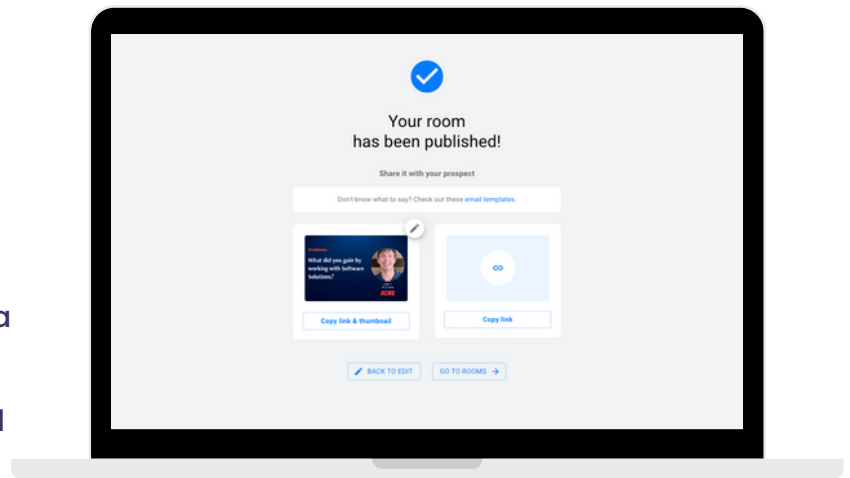 Your room
has been published!
Share it with your prospect
Don't know what to say? Check out these email templates.
What did you gain by
working with Software
Solutions?
ACME
Copy link & thumbnail
Copy link
BACK TO EDIT
GO TO ROOMS
a